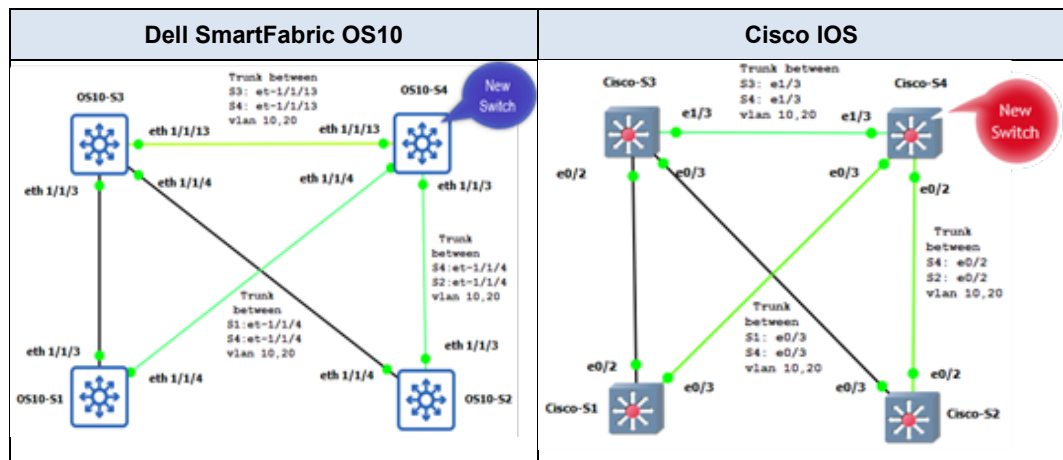 Dell SmartFabric OS10
Cisco IOS
Trunk between
S3: et-1/1/13
S4: et-1/1/13
vlan 10,20
OS10-S3
OS10-S4
New
Switch
eth 1/1/13
eth 1/1/13
eth 1/1/4
eth 1/1/4
eth 1/1/3
eth 1/1/3
Trunk
between
S4:et-1/1/4
S2:et-1/1/4
vlan 10,20
Trunk
between
S1:et-1/1/4
S4:et-1/1/4
vlan 10,20
eth 1/1/3
eth 1/1/3
eth 1/1/4
eth 1/1/4
OS10-S1
OS10-S2
Trunk between
S3: e1/3
S4: e1/3
vlan 10,20
Cisco-S3
Cisco-S4
New
Switch
e1/3
e1/3
e0/2
e0/3
e0/3
e0/2
Trunk
between
S4: e0/2
S2: e0/2
vlan 10,20
Trunk
between
S1: e0/3
S4: e0/3
vlan 10,20
e0/2
e0/2
e0/3
e0/3
Cisco-S1
Cisco-S2